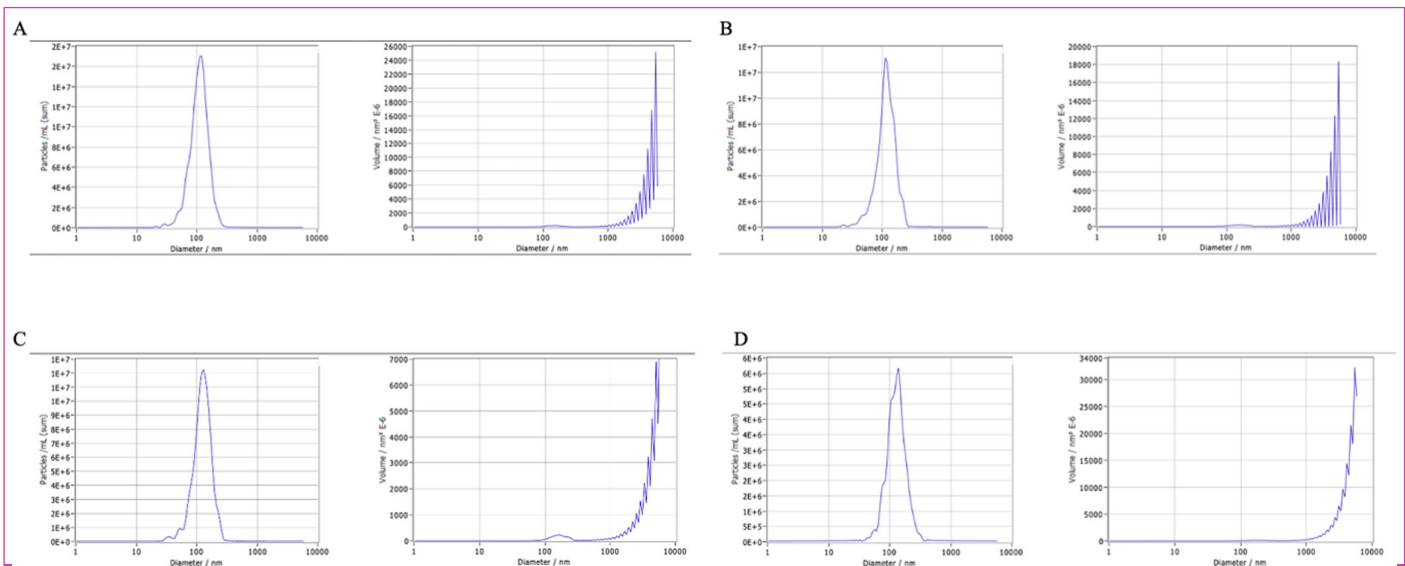 A
2E+7
2E+7
1E+7
1E+7
1E+7
8E+6
6E+6
4E+6
2E+6
0E+0
Particles /mL (sum)
1 10 100 1000 10000
Diameter / nm
26000
24000
22000
20000
18000
16000
14000
12000
10000
8000
6000
4000
2000
0
Volume / nm³ E-6
1 10 100 1000 10000
Diameter / nm
B
1E+7
1E+7
8E+6
6E+6
4E+6
2E+6
0E+0
Particles /mL (sum)
1 10 100 1000 10000
Diameter / nm
20000
18000
16000
14000
12000
10000
8000
6000
4000
2000
0
Volume / nm³ E-6
1 10 100 1000 10000
Diameter / nm
C
1E+7
1E+7
1E+7
1E+7
9E+6
8E+6
7E+6
6E+6
5E+6
4E+6
3E+6
2E+6
1E+6
0E+0
Particles /mL (sum)
1 10 100 1000 10000
Diameter / nm
7000
6000
5000
4000
3000
2000
1000
0
Volume / nm³ E-6
1 10 100 1000 10000
Diameter / nm
D
6E+6
6E+6
5E+6
5E+6
4E+6
4E+6
3E+6
3E+6
2E+6
2E+6
1E+6
5E+5
0E+0
Particles /mL (sum)
1 10 100 1000 10000
Diameter / nm
34000
30000
25000
20000
15000
10000
5000
0
Volume / nm³ E-6
1 10 100 1000 10000
Diameter / nm